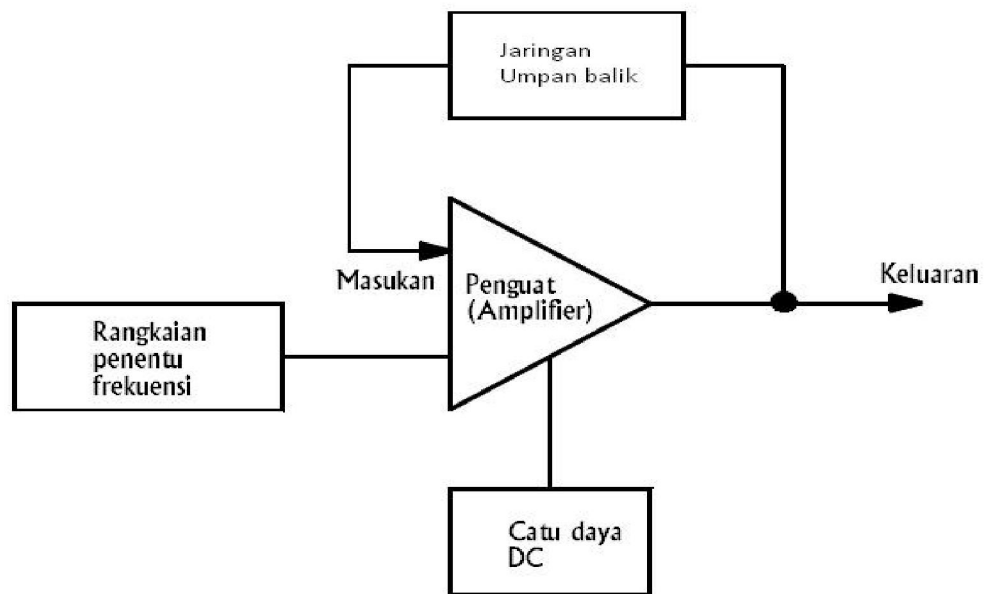 Jaringan
Umpan balik
Masukan
Penguat
(Amplifier)
Keluaran
Rangkaian
penentu
frekuensi
Catu daya
DC